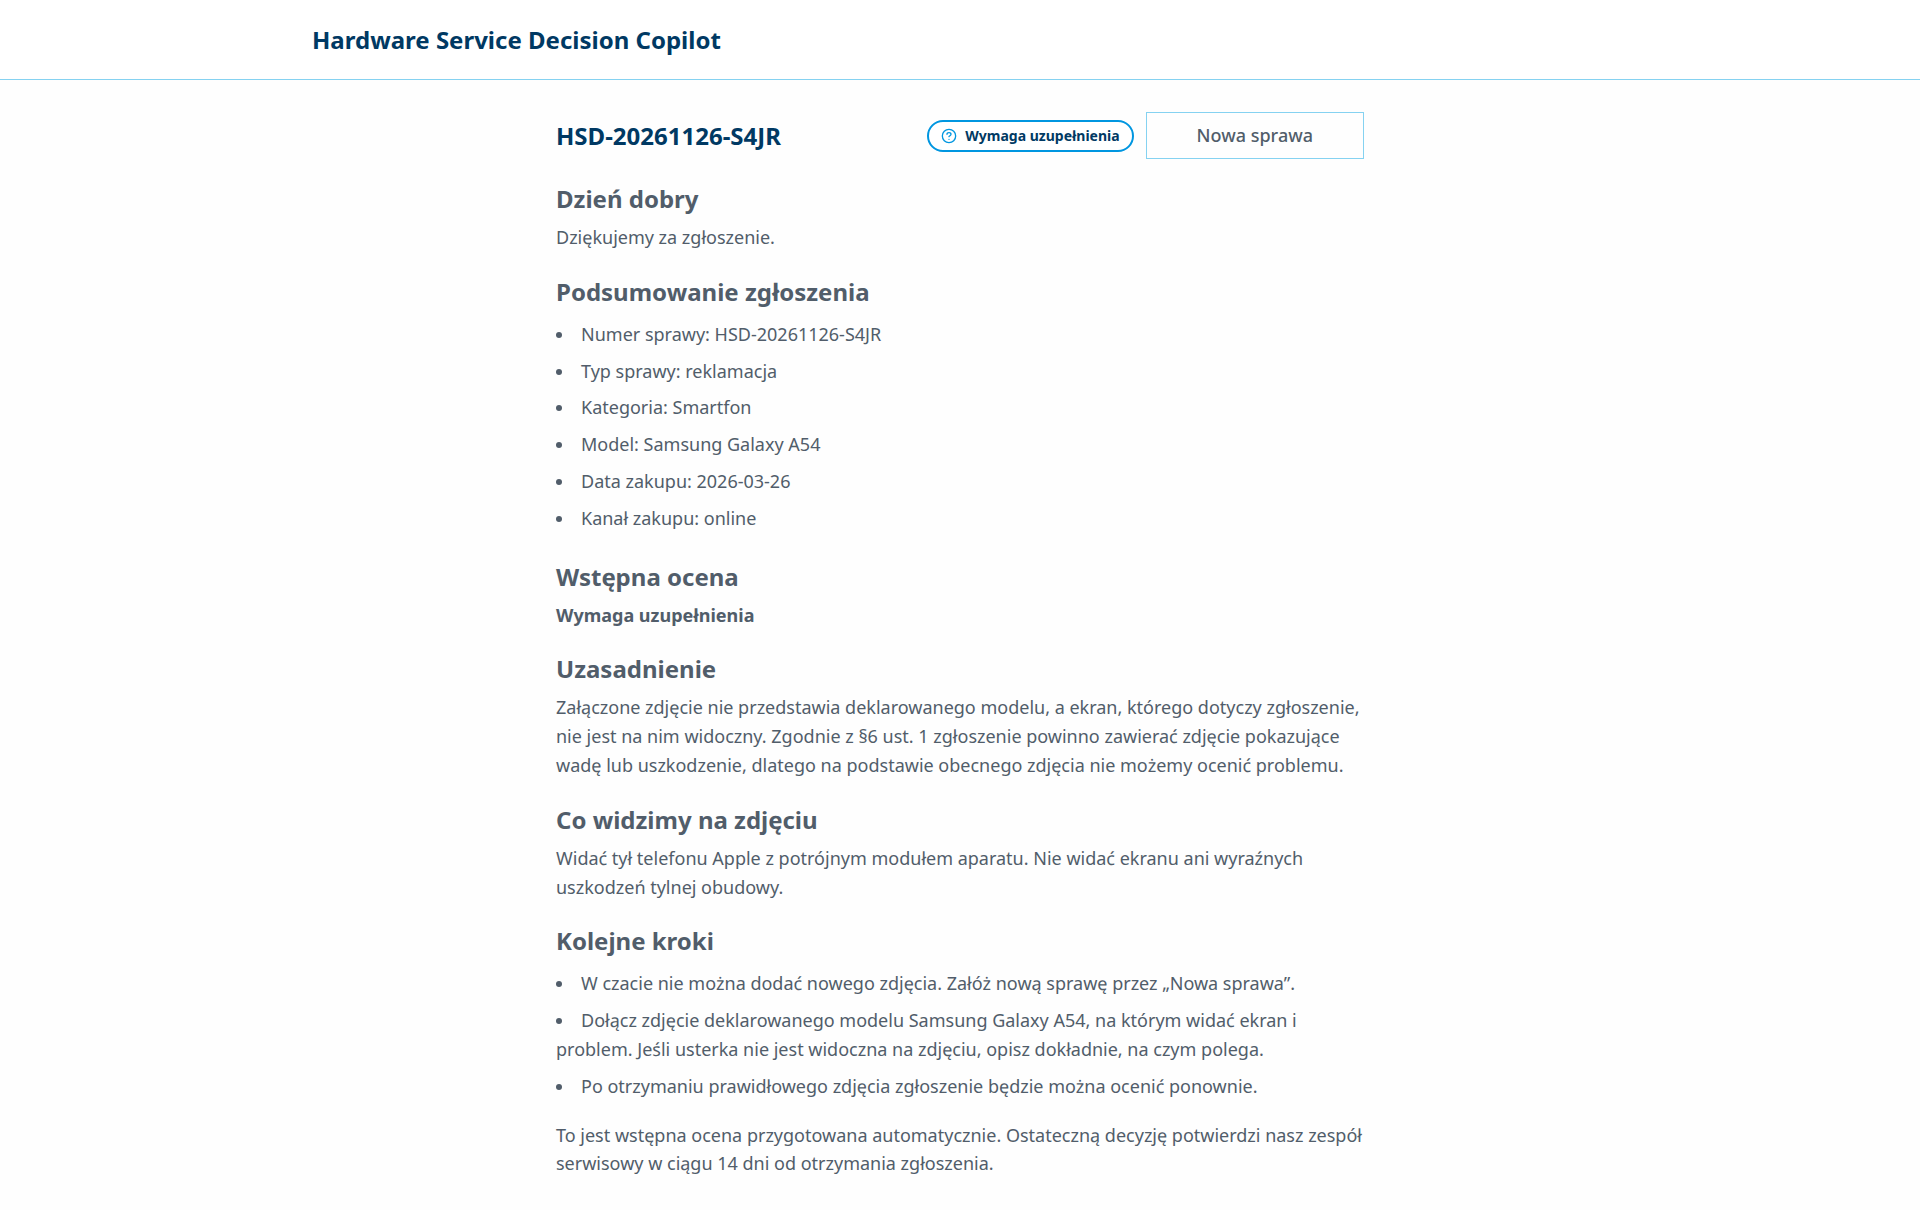 Hardware Service Decision Copilot
HSD-20261126-S4JR
Wymaga uzupełnienia
Nowa sprawa
Dzień dobry
Dziękujemy za zgłoszenie.
Podsumowanie zgłoszenia
• Numer sprawy: HSD-20261126-S4JR
• Typ sprawy: reklamacja
• Kategoria: Smartfon
• Model: Samsung Galaxy A54
• Data zakupu: 2026-03-26
• Kanał zakupu: online
Wstępna ocena
Wymaga uzupełnienia
Uzasadnienie
Załączone zdjęcie nie przedstawia deklarowanego modelu, a ekran, którego dotyczy zgłoszenie,
nie jest na nim widoczny. Zgodnie z §6 ust. 1 zgłoszenie powinno zawierać zdjęcie pokazujące
wadę lub uszkodzenie, dlatego na podstawie obecnego zdjęcia nie możemy ocenić problemu.
Co widzimy na zdjęciu
Widać tył telefonu Apple z potrójnym modułem aparatu. Nie widać ekranu ani wyraźnych
uszkodzeń tylnej obudowy.
Kolejne kroki
• W czacie nie można dodać nowego zdjęcia. Załóż nową sprawę przez „Nowa sprawa”.
• Dołącz zdjęcie deklarowanego modelu Samsung Galaxy A54, na którym widać ekran i
problem. Jeśli usterka nie jest widoczna na zdjęciu, opisz dokładnie, na czym polega.
• Po otrzymaniu prawidłowego zdjęcia zgłoszenie będzie można ocenić ponownie.
To jest wstępna ocena przygotowana automatycznie. Ostateczną decyzję potwierdzi nasz zespół
serwisowy w ciągu 14 dni od otrzymania zgłoszenia.